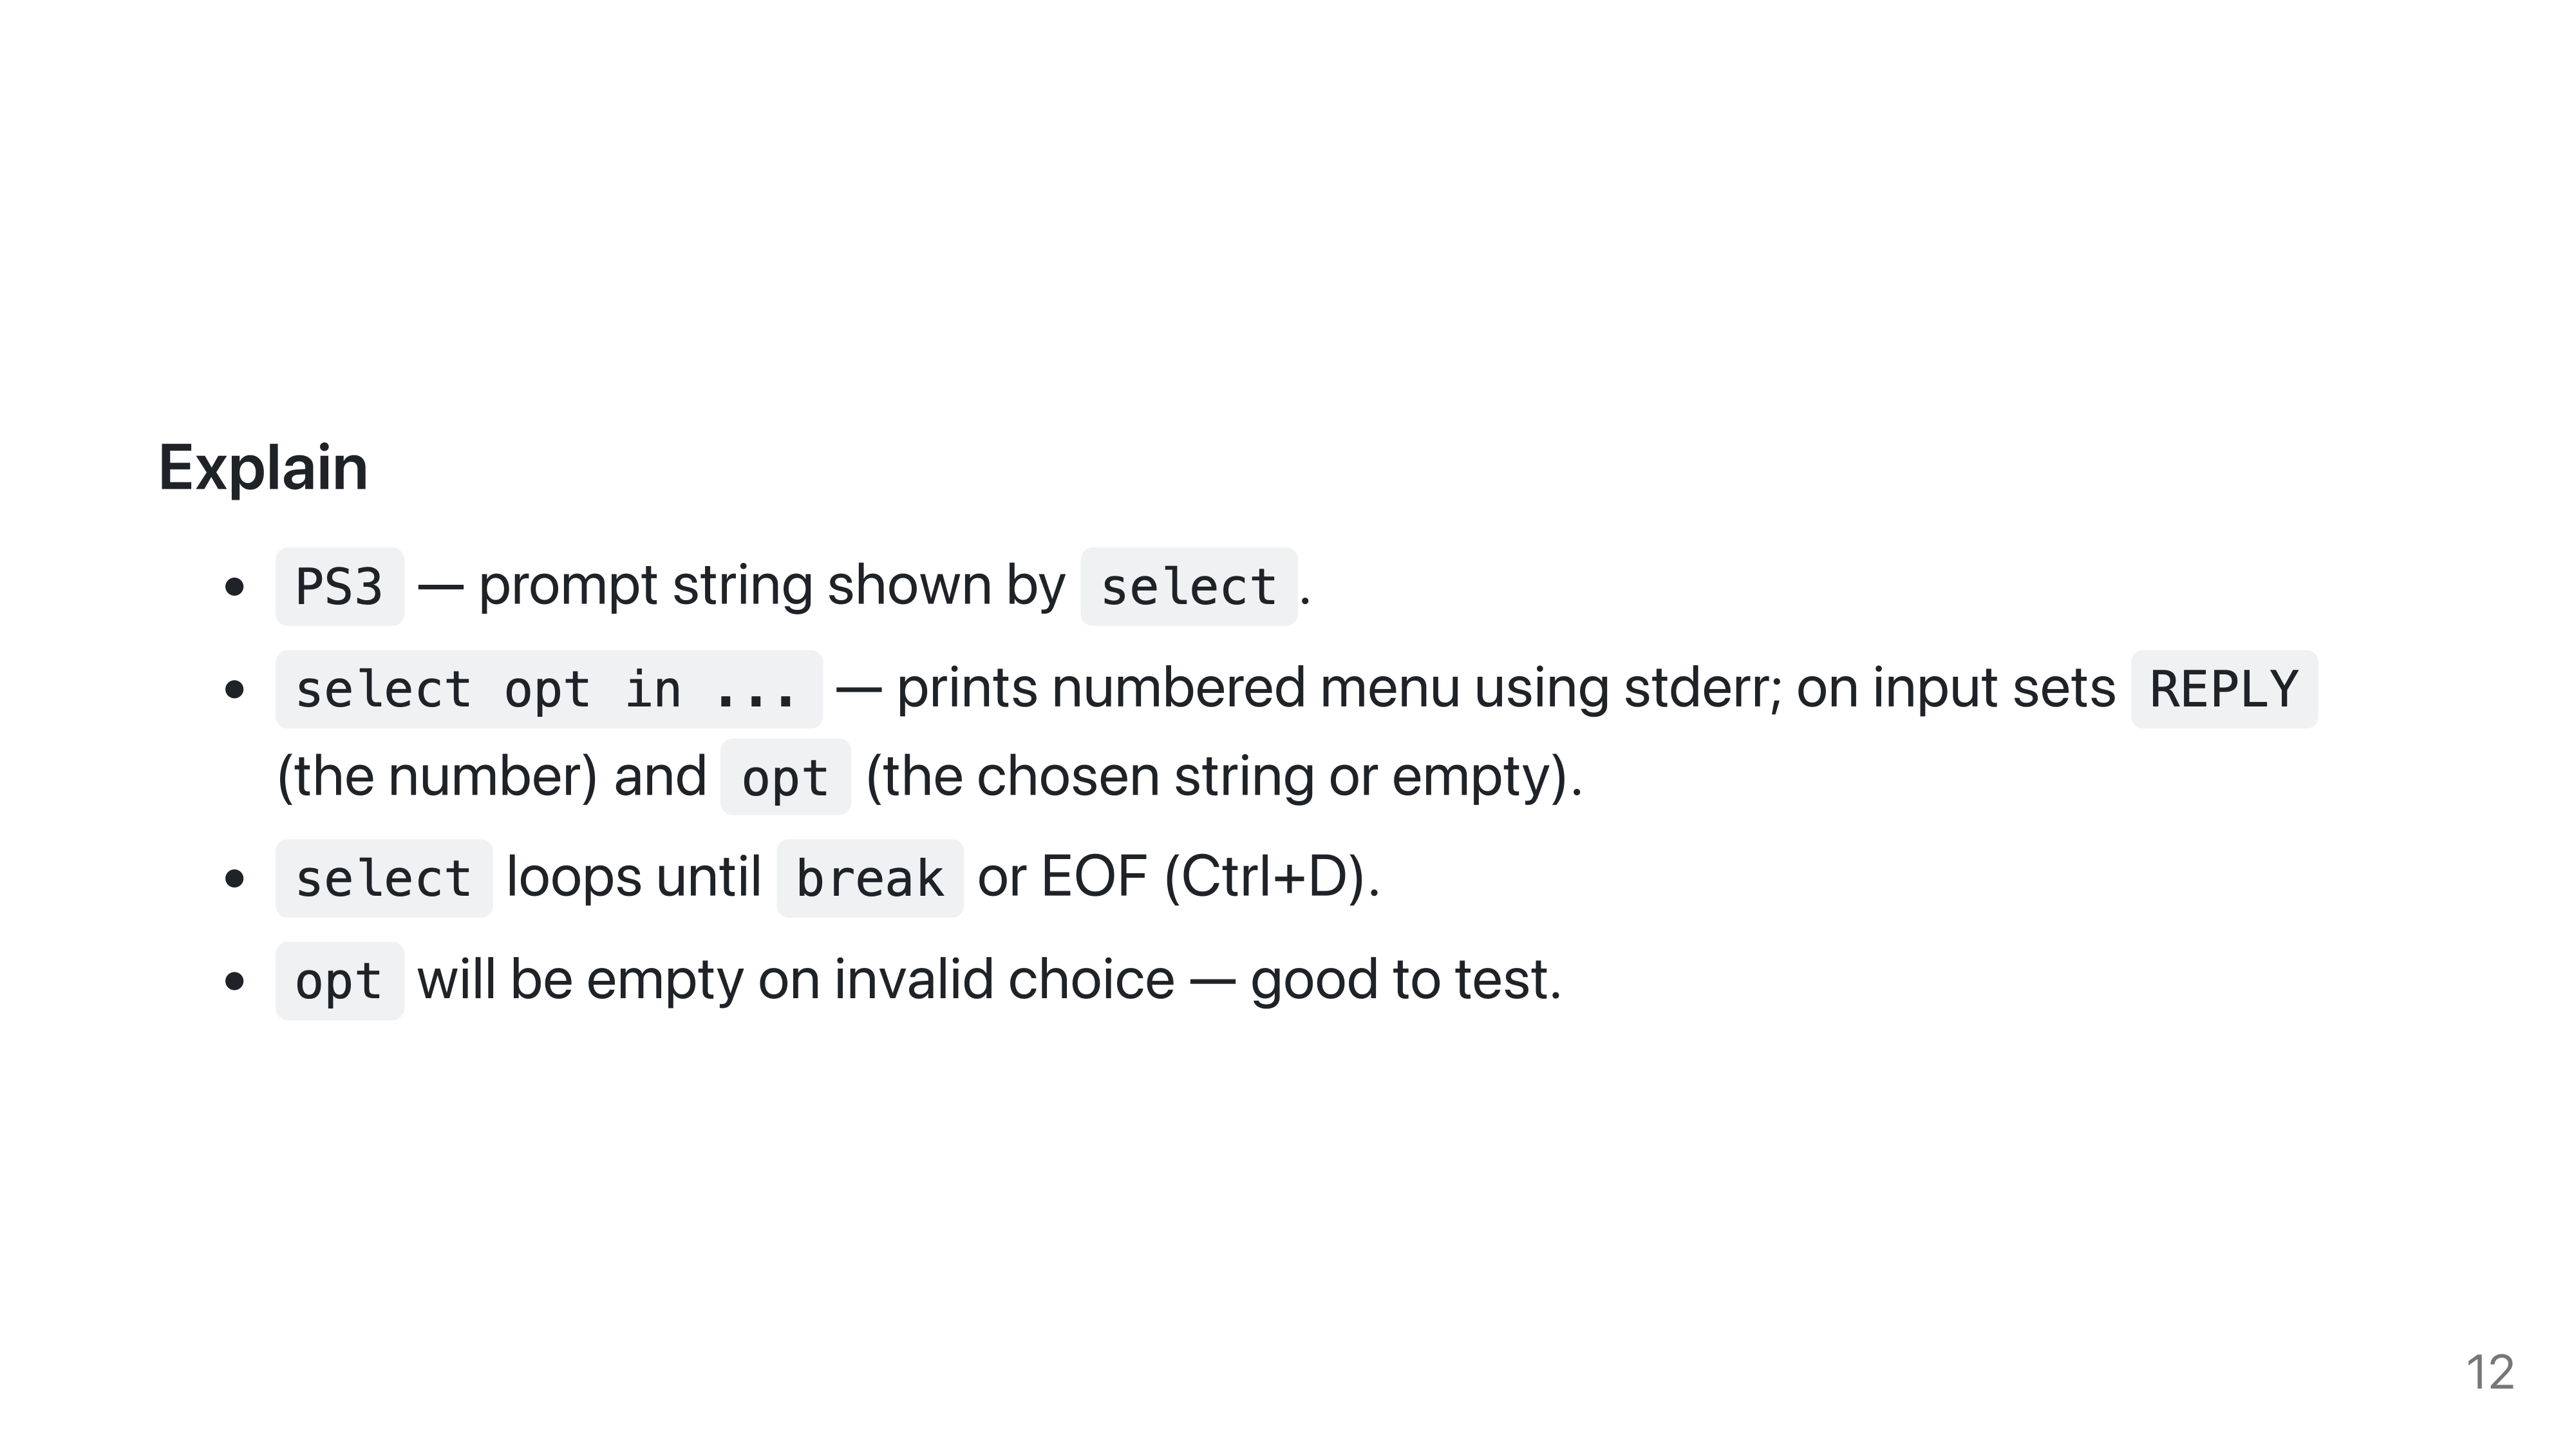 Explain
• PS3 — prompt string shown by select.
• select opt in ... — prints numbered menu using stderr; on input sets REPLY
(the number) and opt (the chosen string or empty).
• select loops until break or EOF (Ctrl+D).
• opt will be empty on invalid choice — good to test.
12